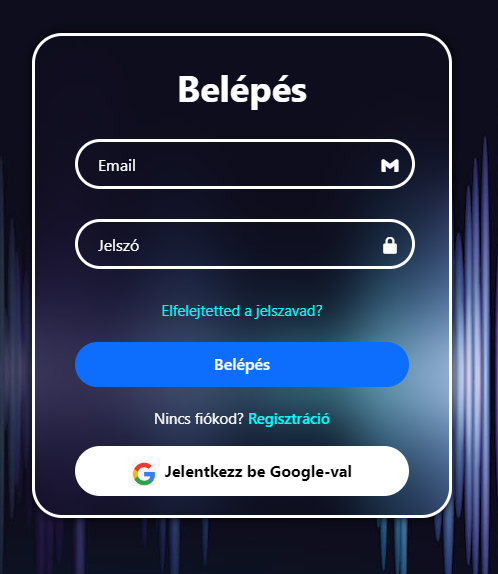 Belépés
Email
Jelszó
Elfelejtetted a jelszavad?
Belépés
Nincs fiókod? Regisztráció
Jelentkezz be Google-val